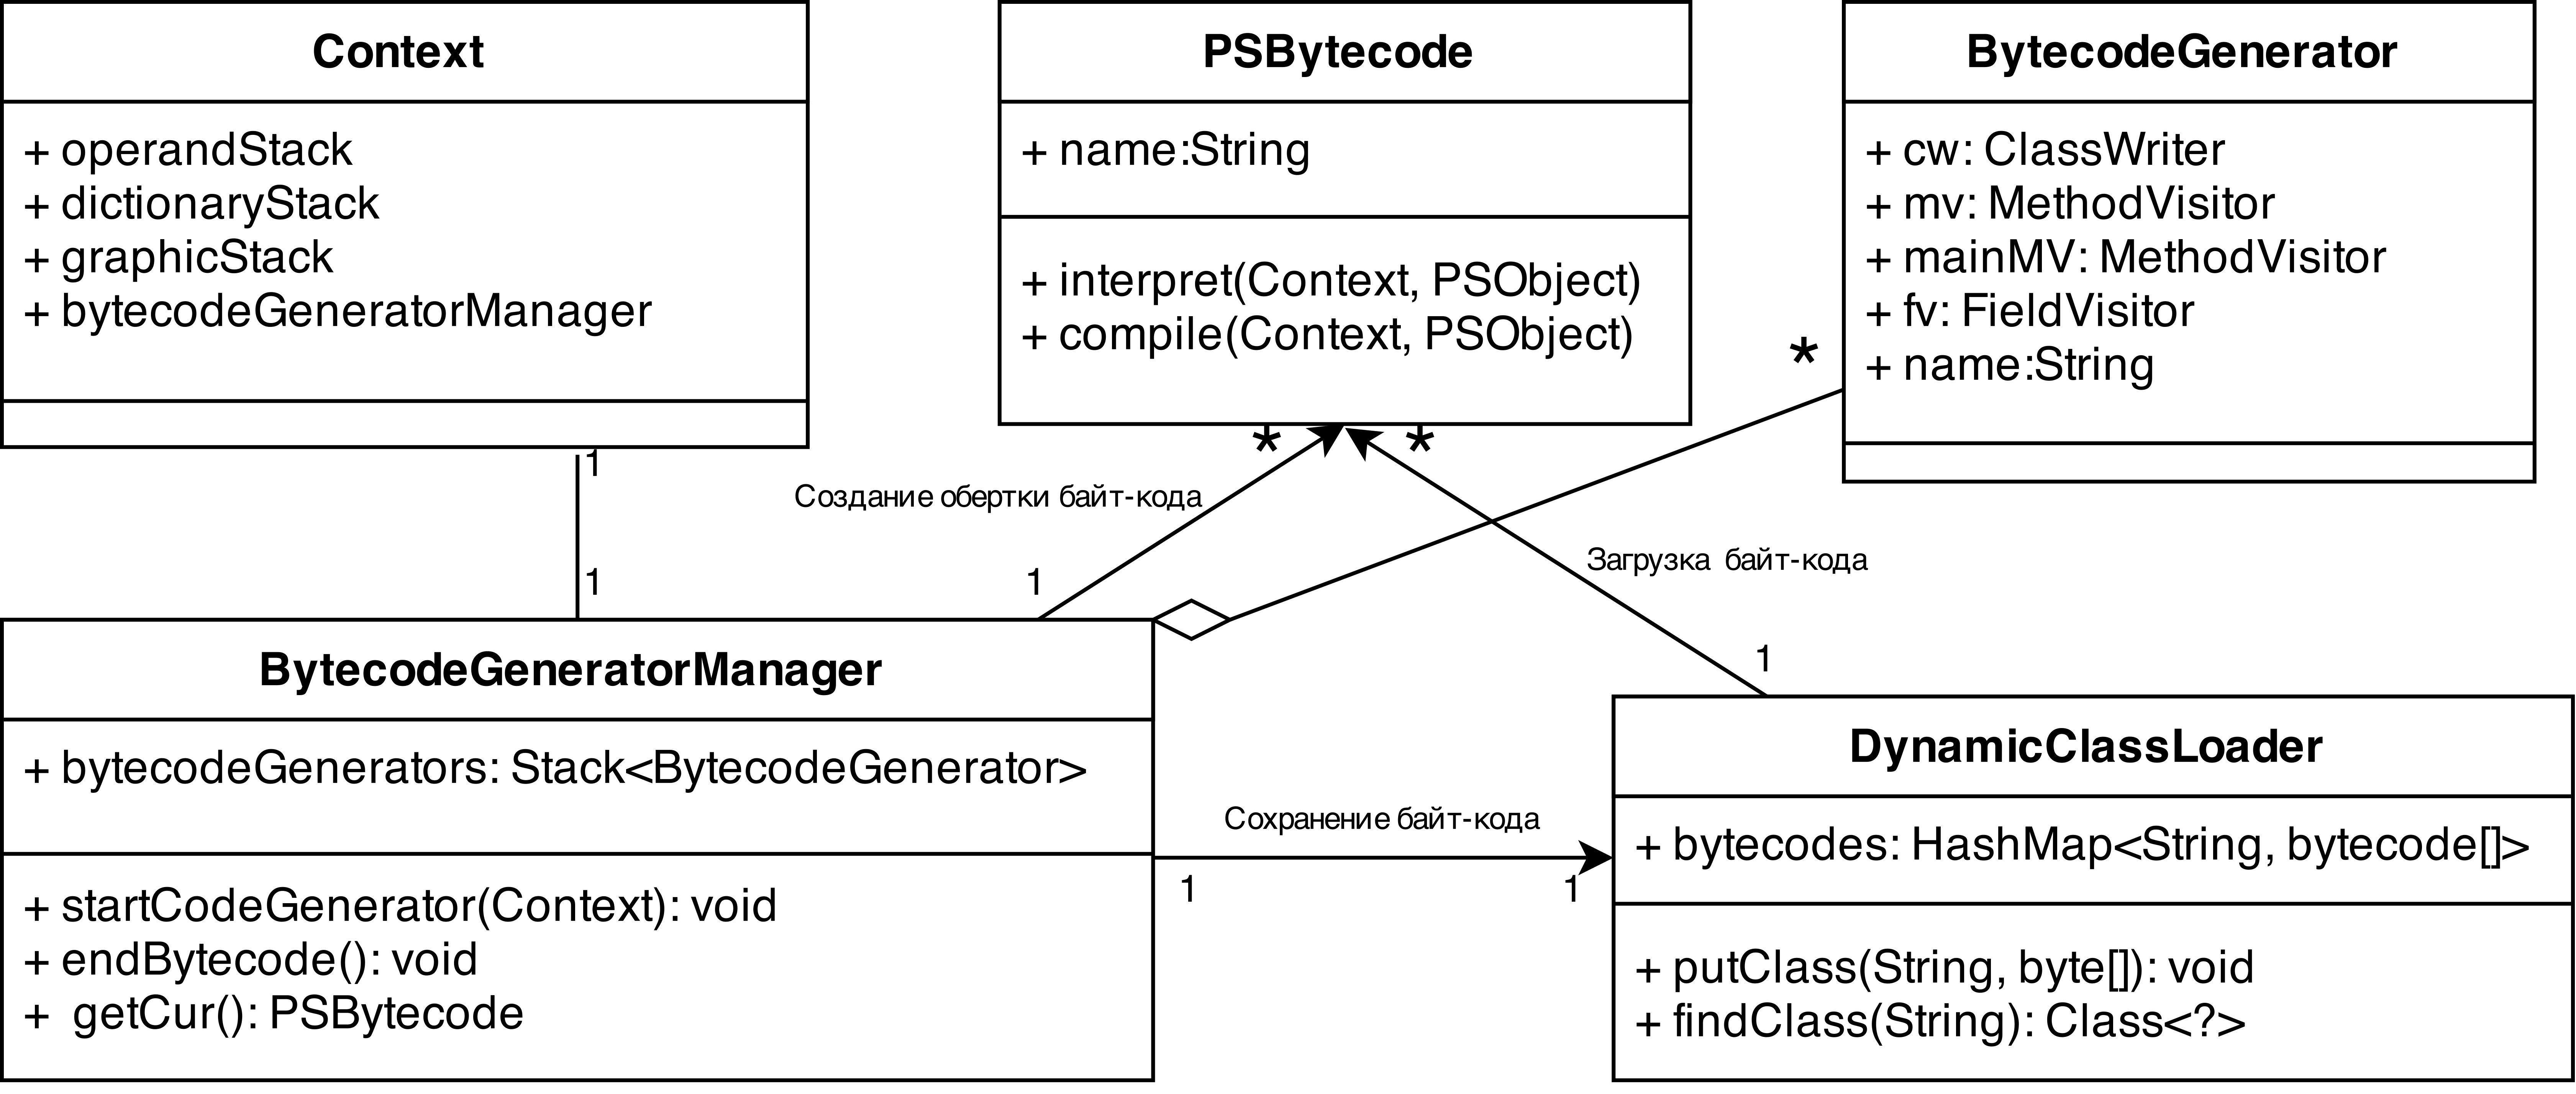 Context
+ operandStack
+ dictionaryStack
+ graphicStack
+ bytecodeGeneratorManager
PSBytecode
+ name:String
+ interpret(Context, PSObject)
+ compile(Context, PSObject)
BytecodeGenerator
+ cw: ClassWriter
+ mv: MethodVisitor
+ mainMV: MethodVisitor
+ fv: FieldVisitor
+ name:String
*
*
*
1
1
Создание обертки байт-кода
1
Загрузка байт-кода
1
BytecodeGeneratorManager
+ bytecodeGenerators: Stack<BytecodeGenerator>
+ startCodeGenerator(Context): void
+ endBytecode(): void
+ getCur(): PSBytecode
Сохранение байт-кода
1
1
DynamicClassLoader
+ bytecodes: HashMap<String, bytecode[]>
+ putClass(String, byte[]): void
+ findClass(String): Class<?>